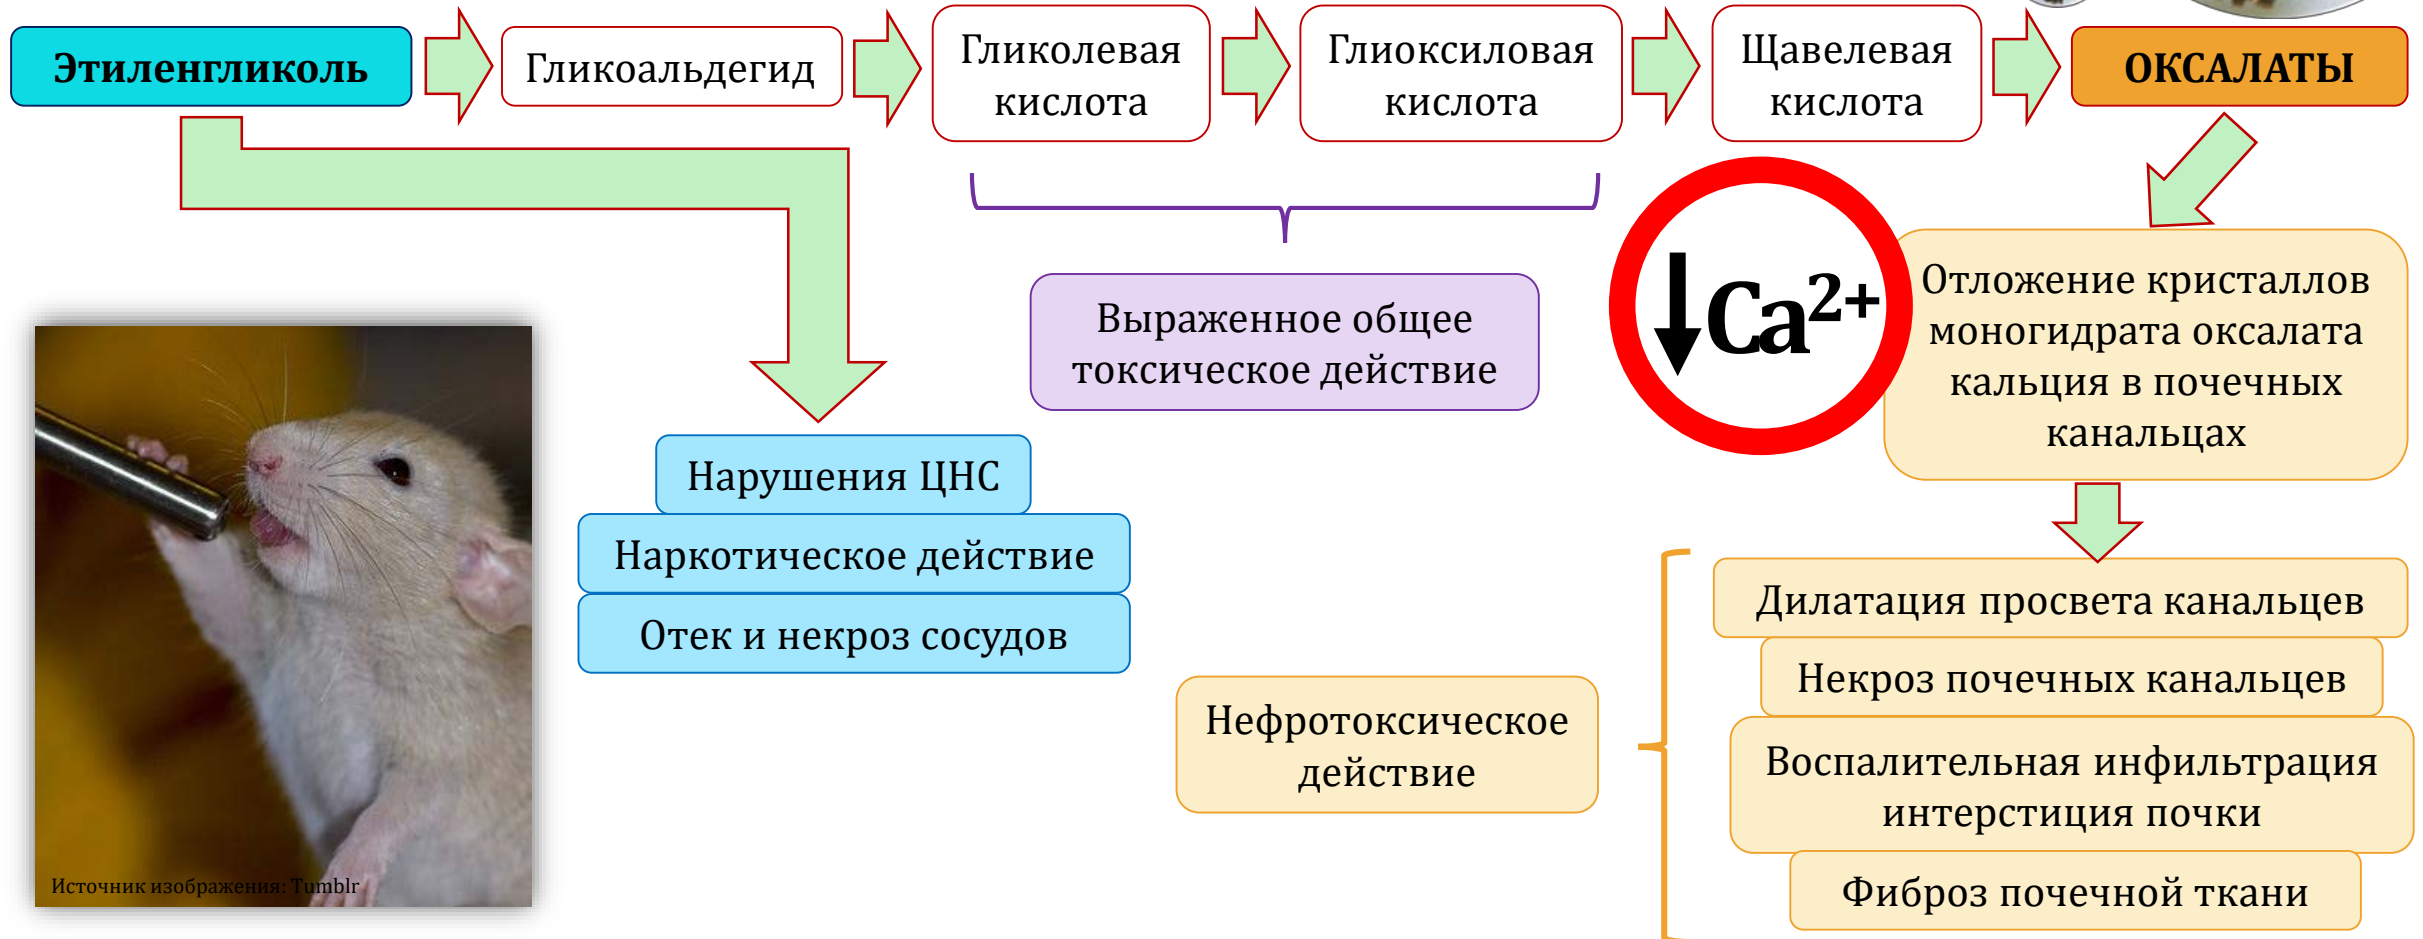 Этиленгликоль
Гликоальдегид
Гликолевая
кислота
Глиоксиловая
кислота
Щавелевая
кислота
ОКСАЛАТЫ
Выраженное общее
токсическое действие
↓Ca²⁺
Отложение кристаллов
моногидрата оксалата
кальция в почечных
канальцах
Нарушения ЦНС
Наркотическое действие
Отек и некроз сосудов
Нефротоксическое
действие
Дилатация просвета канальцев
Некроз почечных канальцев
Воспалительная инфильтрация
интерстиция почки
Фиброз почечной ткани
Источник изображения: Tumblr